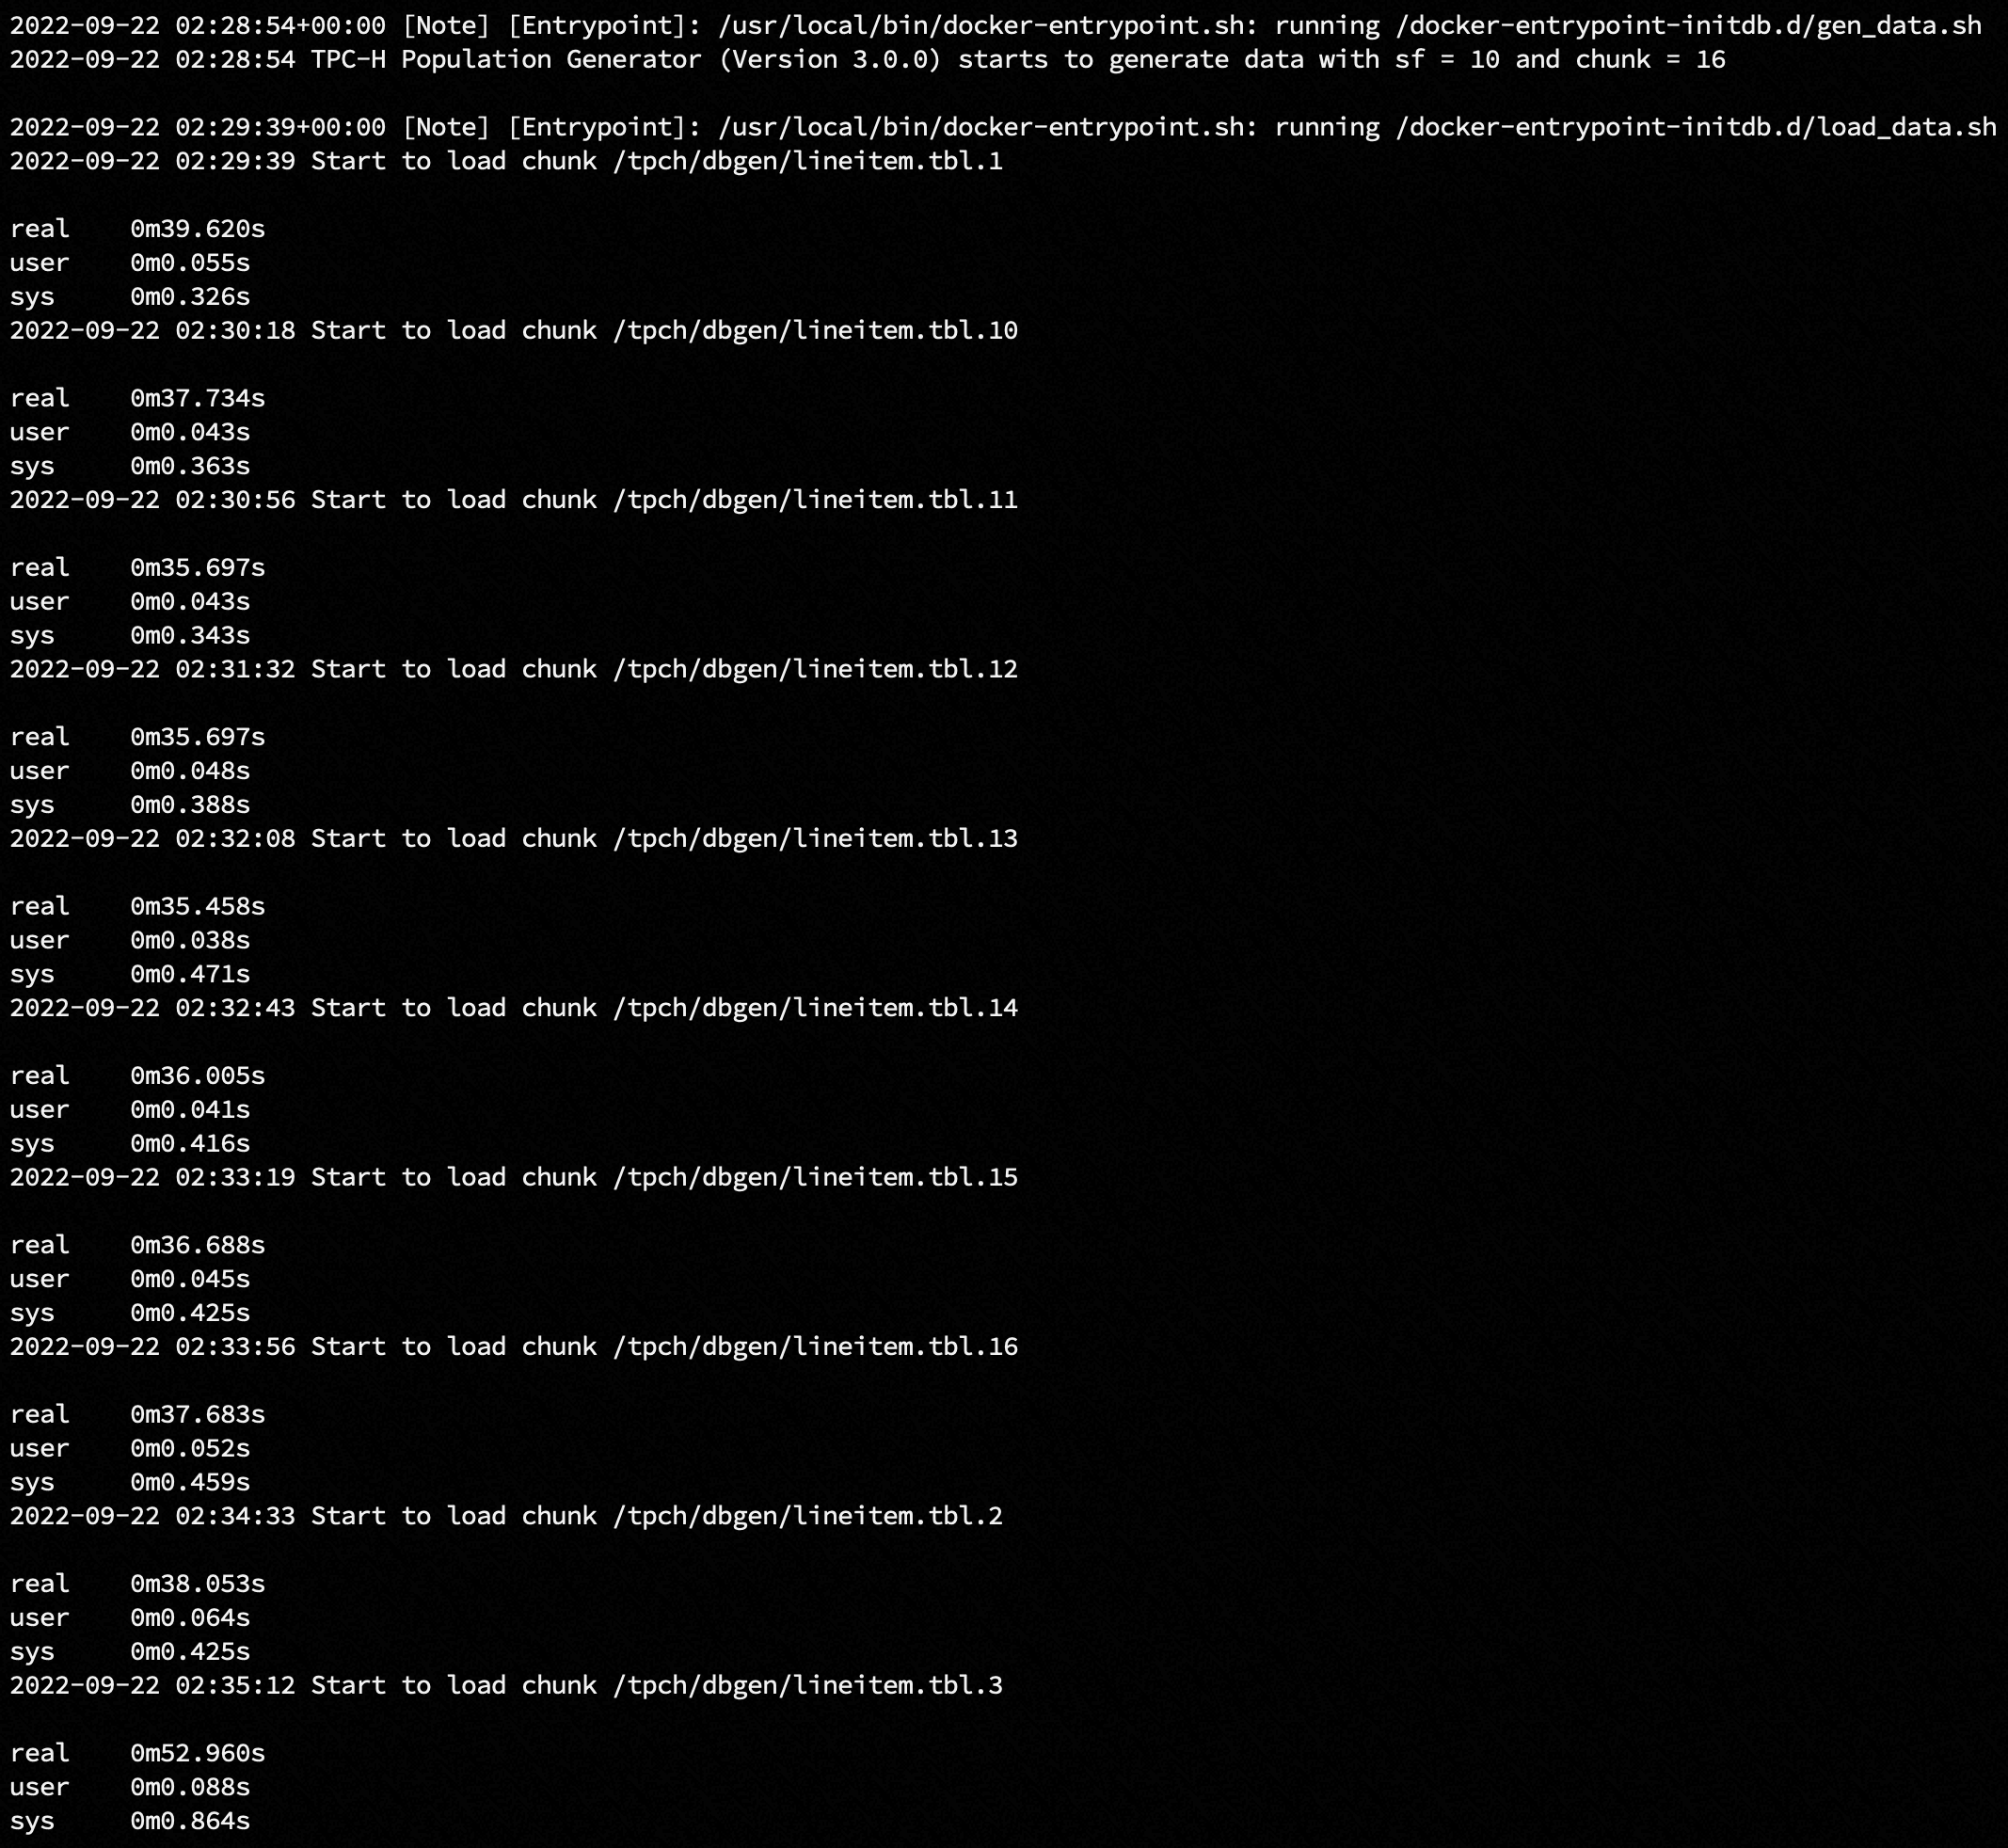 2022-09-22 02:28:54+00:00 [Note] [Entrypoint]: /usr/local/bin/docker-entrypoint.sh: running /docker-entrypoint-initdb.d/gen_data.sh
2022-09-22 02:28:54 TPC-H Population Generator (Version 3.0.0) starts to generate data with sf = 10 and chunk = 16
2022-09-22 02:29:39+00:00 [Note] [Entrypoint]: /usr/local/bin/docker-entrypoint.sh: running /docker-entrypoint-initdb.d/load_data.sh
2022-09-22 02:29:39 Start to load chunk /tpch/dbgen/lineitem.tbl.1
real    0m39.620s
user    0m0.055s
sys     0m0.326s
2022-09-22 02:30:18 Start to load chunk /tpch/dbgen/lineitem.tbl.10
real    0m37.734s
user    0m0.043s
sys     0m0.363s
2022-09-22 02:30:56 Start to load chunk /tpch/dbgen/lineitem.tbl.11
real    0m35.697s
user    0m0.043s
sys     0m0.343s
2022-09-22 02:31:32 Start to load chunk /tpch/dbgen/lineitem.tbl.12
real    0m35.697s
user    0m0.048s
sys     0m0.388s
2022-09-22 02:32:08 Start to load chunk /tpch/dbgen/lineitem.tbl.13
real    0m35.458s
user    0m0.038s
sys     0m0.471s
2022-09-22 02:32:43 Start to load chunk /tpch/dbgen/lineitem.tbl.14
real    0m36.005s
user    0m0.041s
sys     0m0.416s
2022-09-22 02:33:19 Start to load chunk /tpch/dbgen/lineitem.tbl.15
real    0m36.688s
user    0m0.045s
sys     0m0.425s
2022-09-22 02:33:56 Start to load chunk /tpch/dbgen/lineitem.tbl.16
real    0m37.683s
user    0m0.052s
sys     0m0.459s
2022-09-22 02:34:33 Start to load chunk /tpch/dbgen/lineitem.tbl.2
real    0m38.053s
user    0m0.064s
sys     0m0.425s
2022-09-22 02:35:12 Start to load chunk /tpch/dbgen/lineitem.tbl.3
real    0m52.960s
user    0m0.088s
sys     0m0.864s